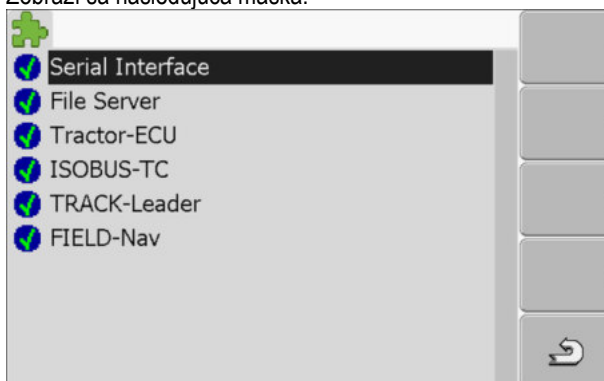 Zobrazí sa nasledujúca maska:
Serial Interface
File Server
Tractor-ECU
ISOBUS-TC
TRACK-Leader
FIELD-Nav